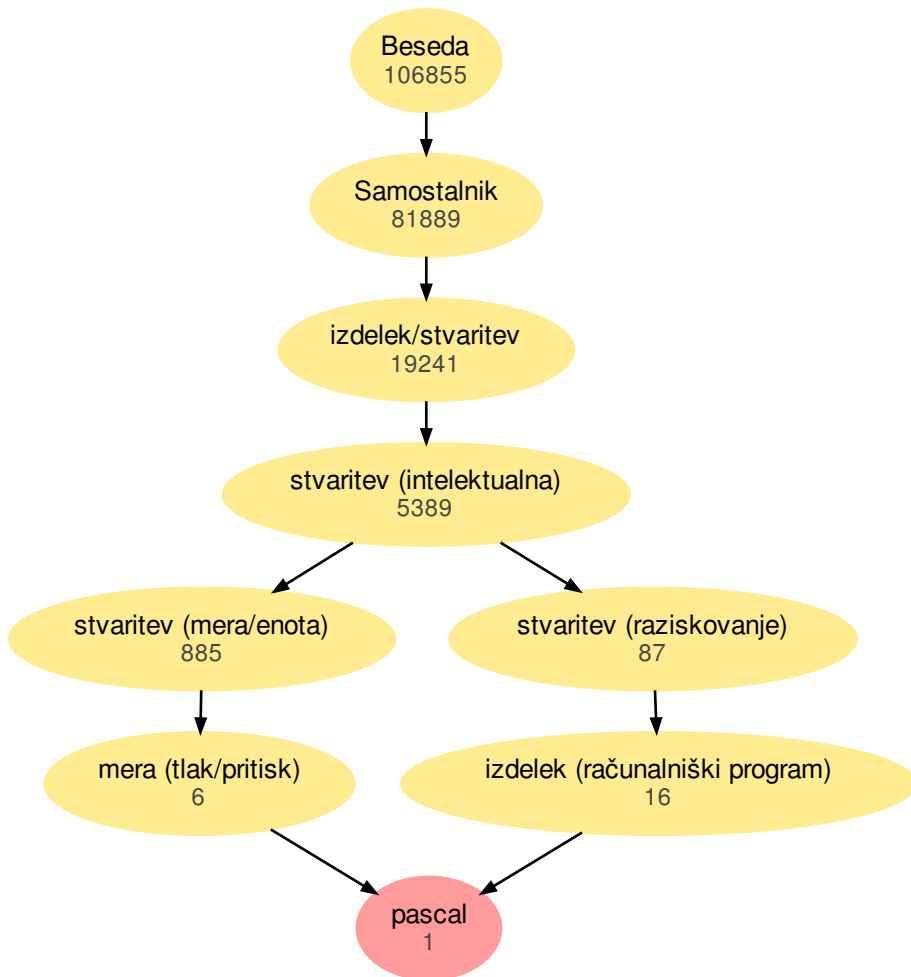 Beseda
106855
Samostalnik
81889
izdelek/stvaritev
19241
stvaritev (intelektualna)
5389
stvaritev (mera/enota)
885
stvaritev (raziskovanje)
87
mera (tlak/pritisk)
6
izdelek (računalniški program)
16
pascal
1